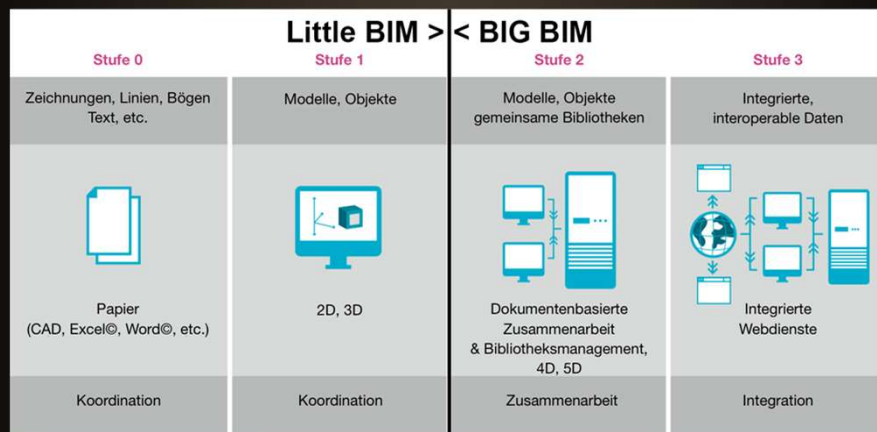 Little BIM > < BIG BIM
Stufe 0
Stufe 1
Stufe 2
Stufe 3
Zeichnungen, Linien, Bögen
Text, etc.
Modelle, Objekte
Modelle, Objekte
gemeinsame Bibliotheken
Integrierte,
interoperable Daten
Papier
(CAD, Excel©, Word©, etc.)
2D, 3D
Dokumentenbasierte
Zusammenarbeit
& Bibliotheksmanagement,
4D, 5D
Integrierte
Webdienste
Koordination
Koordination
Zusammenarbeit
Integration